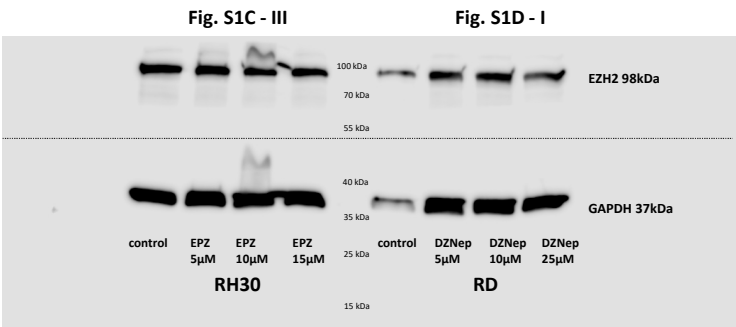 Fig. S1C - III Fig. S1D - I
100 kDa
EZH2 98kDa
70 kDa
55 kDa
40 kDa
GAPDH 37kDa
35 kDa
control EPZ 5μM EPZ 10μM EPZ 15μM control DZNep 5μM DZNep 10μM DZNep 25μM
25 kDa
RH30 RD
15 kDa